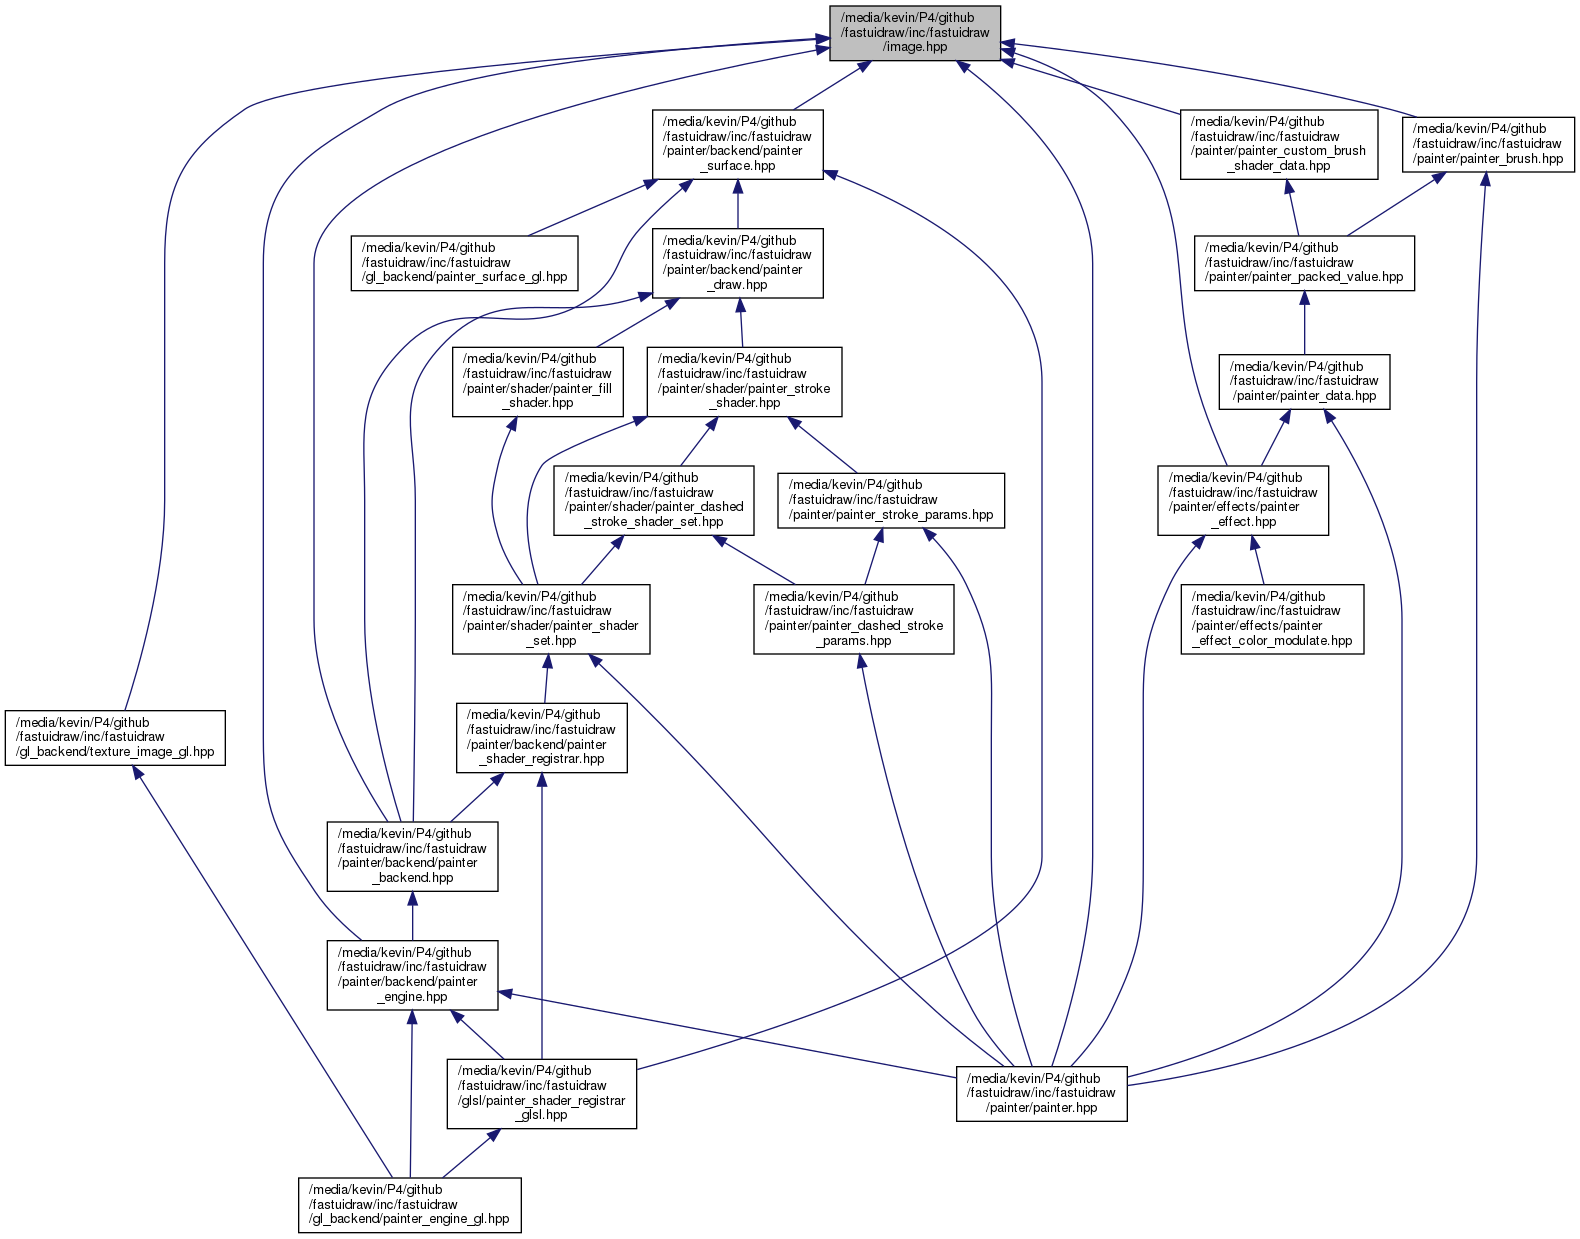 /media/kevin/P4/github
/fastuidraw/inc/fastuidraw
/image.hpp
/media/kevin/P4/github
/fastuidraw/inc/fastuidraw
/painter/backend/painter
_surface.hpp
/media/kevin/P4/github
/fastuidraw/inc/fastuidraw
/painter/painter_custom_brush
_shader_data.hpp
/media/kevin/P4/github
/fastuidraw/inc/fastuidraw
/painter/painter_brush.hpp
/media/kevin/P4/github
/fastuidraw/inc/fastuidraw
/gl_backend/painter_surface_gl.hpp
/media/kevin/P4/github
/fastuidraw/inc/fastuidraw
/painter/backend/painter
_draw.hpp
/media/kevin/P4/github
/fastuidraw/inc/fastuidraw
/painter/painter_packed_value.hpp
/media/kevin/P4/github
/fastuidraw/inc/fastuidraw
/painter/shader/painter_fill
_shader.hpp
/media/kevin/P4/github
/fastuidraw/inc/fastuidraw
/painter/shader/painter_stroke
_shader.hpp
/media/kevin/P4/github
/fastuidraw/inc/fastuidraw
/painter/painter_data.hpp
/media/kevin/P4/github
/fastuidraw/inc/fastuidraw
/painter/shader/painter_dashed
_stroke_shader_set.hpp
/media/kevin/P4/github
/fastuidraw/inc/fastuidraw
/painter/painter_stroke_params.hpp
/media/kevin/P4/github
/fastuidraw/inc/fastuidraw
/painter/effects/painter
_effect.hpp
/media/kevin/P4/github
/fastuidraw/inc/fastuidraw
/painter/shader/painter_shader
_set.hpp
/media/kevin/P4/github
/fastuidraw/inc/fastuidraw
/painter/painter_dashed_stroke
_params.hpp
/media/kevin/P4/github
/fastuidraw/inc/fastuidraw
/painter/effects/painter
_effect_color_modulate.hpp
/media/kevin/P4/github
/fastuidraw/inc/fastuidraw
/gl_backend/texture_image_gl.hpp
/media/kevin/P4/github
/fastuidraw/inc/fastuidraw
/painter/backend/painter
_shader_registrar.hpp
/media/kevin/P4/github
/fastuidraw/inc/fastuidraw
/painter/backend/painter
_backend.hpp
/media/kevin/P4/github
/fastuidraw/inc/fastuidraw
/painter/backend/painter
_engine.hpp
/media/kevin/P4/github
/fastuidraw/inc/fastuidraw
/glsl/painter_shader_registrar
_glsl.hpp
/media/kevin/P4/github
/fastuidraw/inc/fastuidraw
/painter/painter.hpp
/media/kevin/P4/github
/fastuidraw/inc/fastuidraw
/gl_backend/painter_engine_gl.hpp